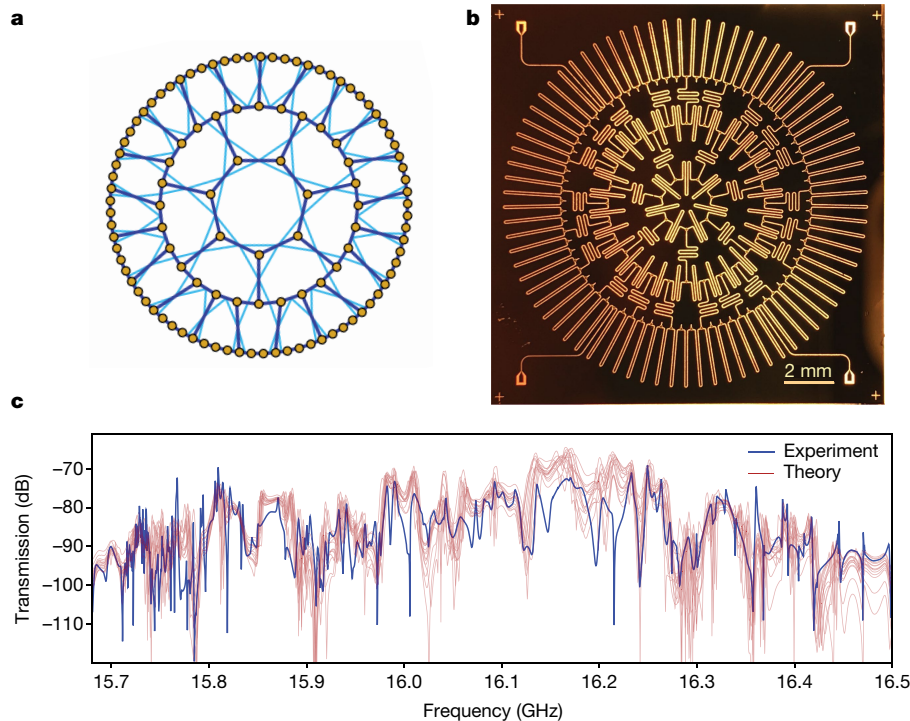 a
b
2 mm
c
Experiment
Theory
Transmission (dB)
−70
−80
−90
−100
−110
15.7 15.8 15.9 16.0 16.1 16.2 16.3 16.4 16.5
Frequency (GHz)